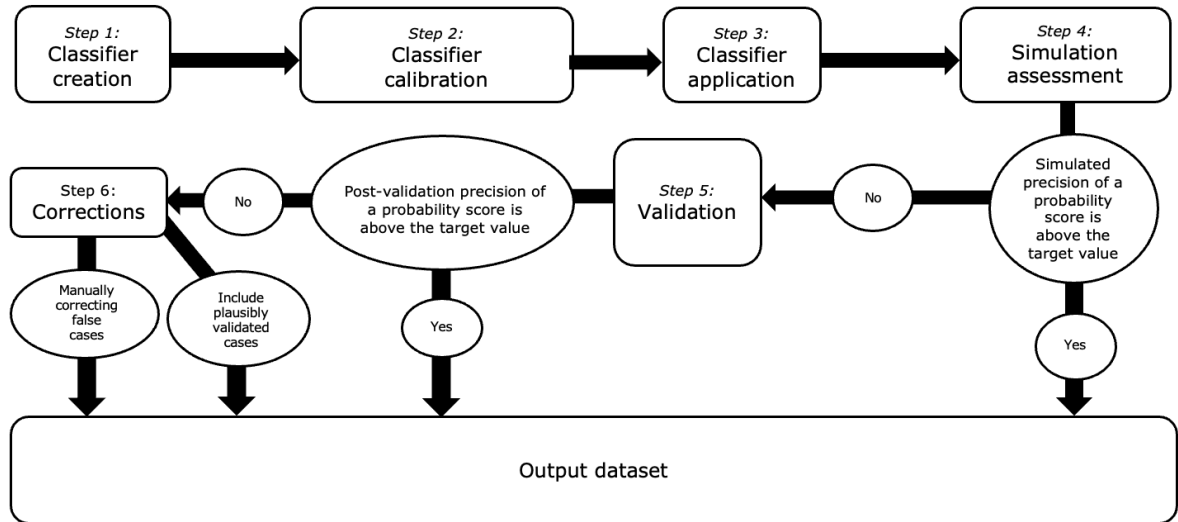 Step 1:
Classifier
creation
Step 2:
Classifier
calibration
Step 3:
Classifier
application
Step 4:
Simulation
assessment
Simulated
precision of a
probability
score is
above the
target value
No
Yes
Step 5:
Validation
Post-validation precision of
a probability score is
above the target value
No
Yes
Step 6:
Corrections
Manually
correcting
false
cases
Include
plausibly
validated
cases
Output dataset